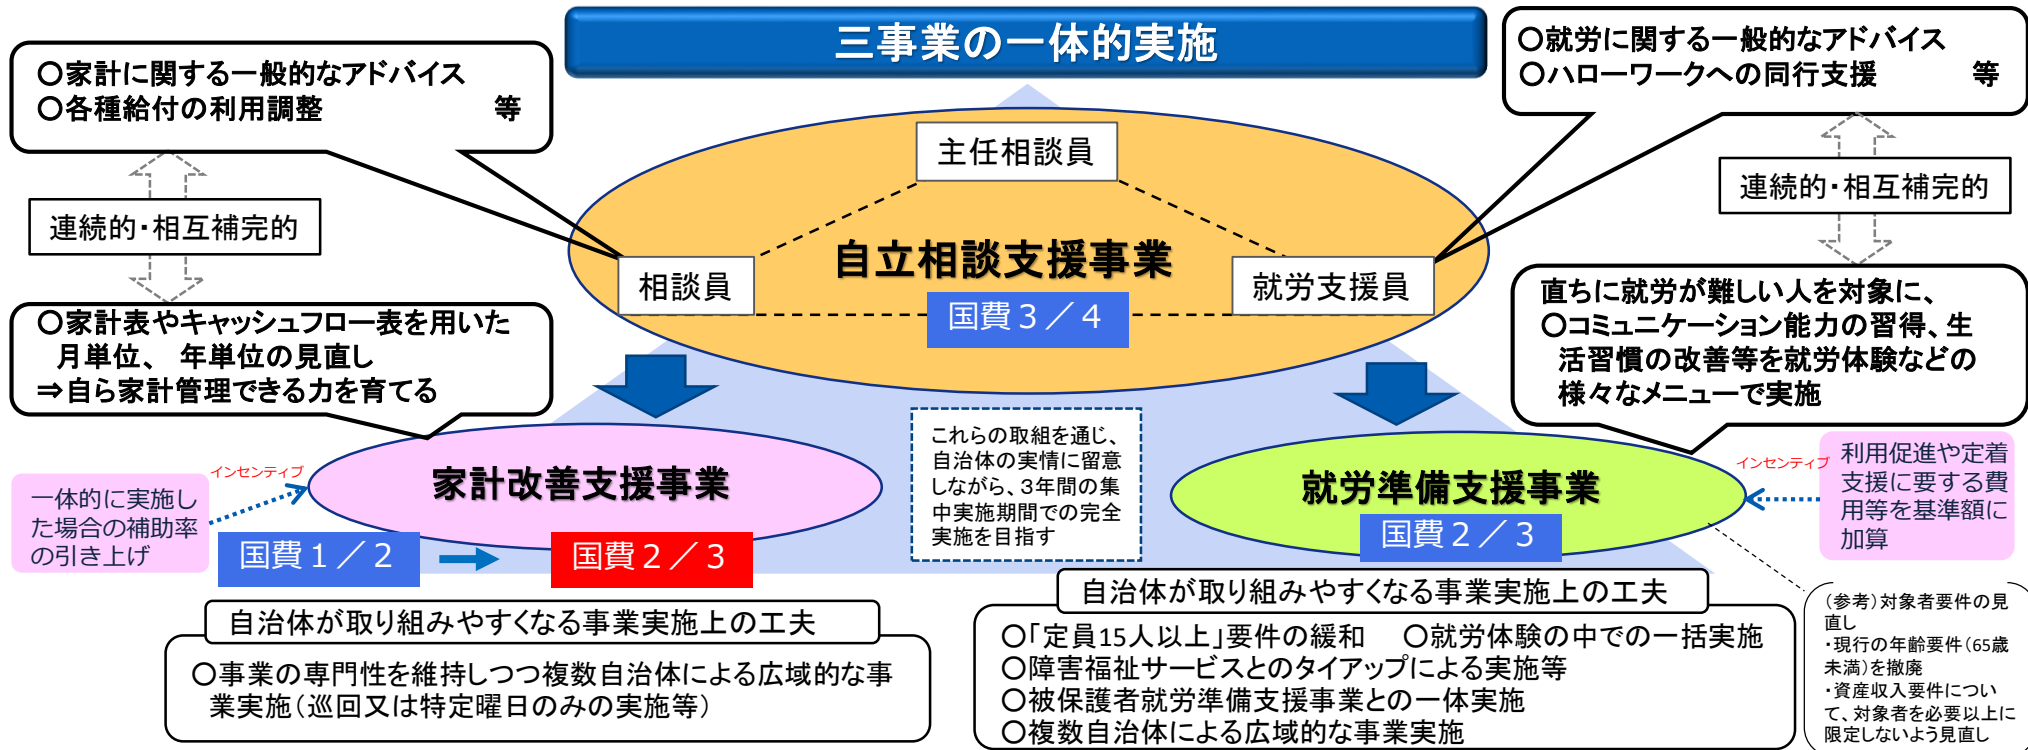 三事業の一体的実施
○家計に関する一般的なアドバイス
○各種給付の利用調整　等
連続的・相互補完的
○家計表やキャッシュフロー表を用いた
月単位、 年単位の見直し
⇒自ら家計管理できる力を育てる
○就労に関する一般的なアドバイス
○ハローワークへの同行支援　等
連続的・相互補完的
直ちに就労が難しい人を対象に、
○コミュニケーション能力の習得、生
活習慣の改善等を就労体験などの
様々なメニューで実施
主任相談員
自立相談支援事業
相談員
就労支援員
国費３／４
これらの取組を通じ、
自治体の実情に留意
しながら、3年間の集
中実施期間での完全
実施を目指す
インセンティブ
一体的に実施し
た場合の補助率
の引き上げ
家計改善支援事業
国費１／２
国費２／３
就労準備支援事業
国費２／３
インセンティブ
利用促進や定着
支援に要する費
用等を基準額に
加算
自治体が取り組みやすくなる事業実施上の工夫
○事業の専門性を維持しつつ複数自治体による広域的な事
業実施（巡回又は特定曜日のみの実施等）
自治体が取り組みやすくなる事業実施上の工夫
○「定員15人以上」要件の緩和　○就労体験の中での一括実施
○障害福祉サービスとのタイアップによる実施等
○被保護者就労準備支援事業との一体実施
○複数自治体による広域的な事業実施
（参考）対象者要件の見
直し
・現行の年齢要件（65歳
未満）を撤廃
・資産収入要件につい
て、対象者を必要以上に
限定しないよう見直し